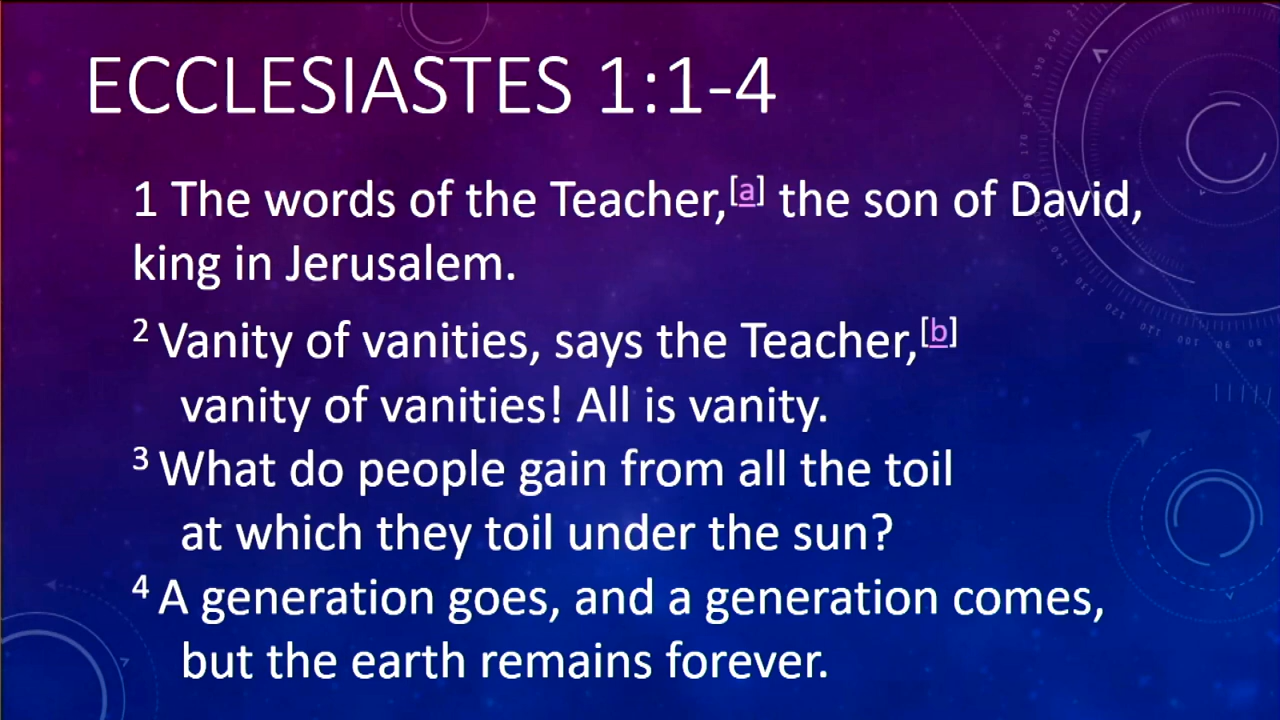 ECCLESIASTES 1:1-4
1 The words of the Teacher,[a] the son of David,
king in Jerusalem.
2 Vanity of vanities, says the Teacher,[b]
vanity of vanities! All is vanity.
3 What do people gain from all the toil
at which they toil under the sun?
4 A generation goes, and a generation comes,
but the earth remains forever.